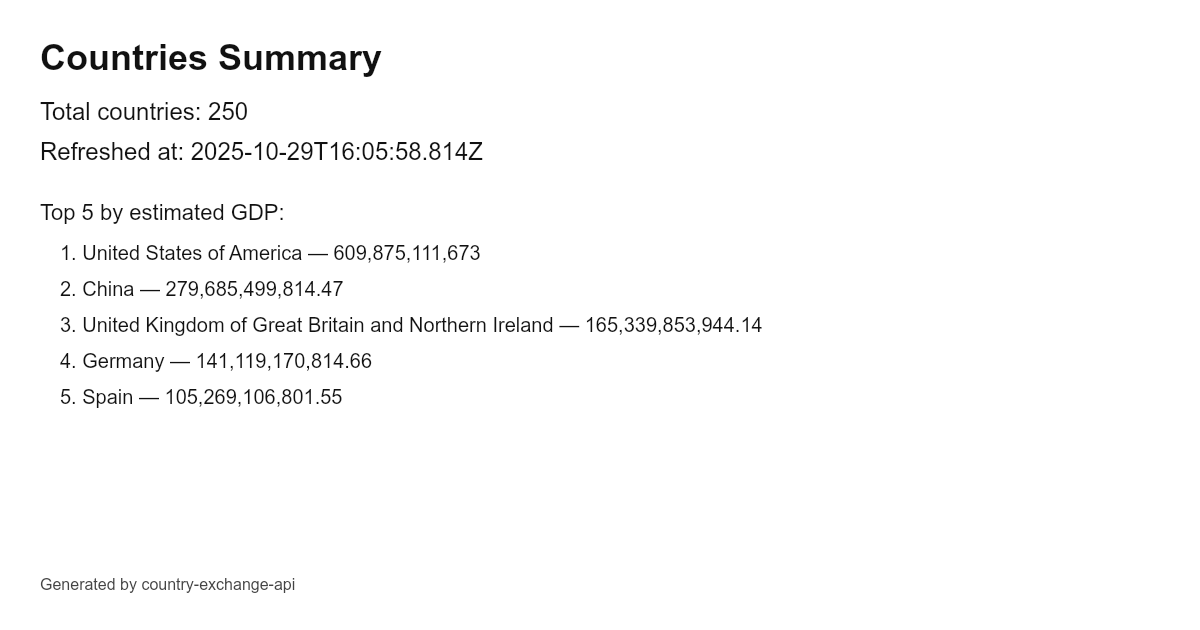 Countries Summary
Total countries: 250
Refreshed at: 2025-10-29T16:05:58.814Z
Top 5 by estimated GDP:
1. United States of America — 609,875,111,673
2. China — 279,685,499,814.47
3. United Kingdom of Great Britain and Northern Ireland — 165,339,853,944.14
4. Germany — 141,119,170,814.66
5. Spain — 105,269,106,801.55
Generated by country-exchange-api